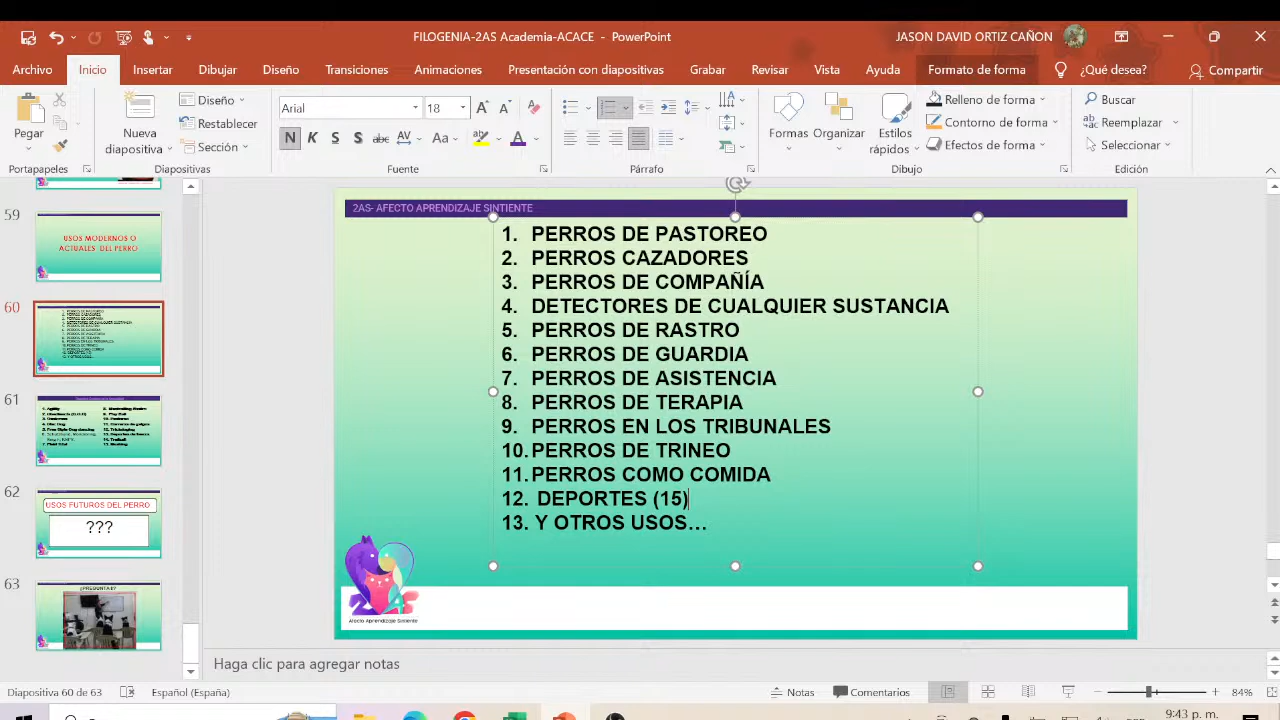 FILOGENIA-2AS Academia-ACACE - PowerPoint
JASON DAVID ORTIZ CAÑON
Archivo Inicio Insertar Dibujar Diseño Transiciones Animaciones Presentación con diapositivas Grabar Revisar Vista Ayuda Formato de forma ¿Qué desea? Compartir
Pegar
Nueva diapositiva
Diseño
Restablecer
Sección
Arial 18
N K S S abc AV Aa A
Formas Organizar Estilos rápidos
Relleno de forma
Contorno de forma
Efectos de forma
Buscar
Reemplazar
Seleccionar
Portapapeles Diapositivas Fuente Párrafo Dibujo Edición
59
USOS MODERNOS O
ACTUALES DEL PERRO
60
61
62
USOS FUTUROS DEL PERRO
???
63
2AS- AFECTO APRENDIZAJE SINTIENTE
1. PERROS DE PASTOREO
2. PERROS CAZADORES
3. PERROS DE COMPAÑÍA
4. DETECTORES DE CUALQUIER SUSTANCIA
5. PERROS DE RASTRO
6. PERROS DE GUARDIA
7. PERROS DE ASISTENCIA
8. PERROS DE TERAPIA
9. PERROS EN LOS TRIBUNALES
10. PERROS DE TRINEO
11. PERROS COMO COMIDA
12. DEPORTES (15)
13. Y OTROS USOS...
2AS
Afecto Aprendizaje Sintiente
Haga clic para agregar notas
Diapositiva 60 de 63 Español (España) Notas Comentarios 84%
9:43 p. m.